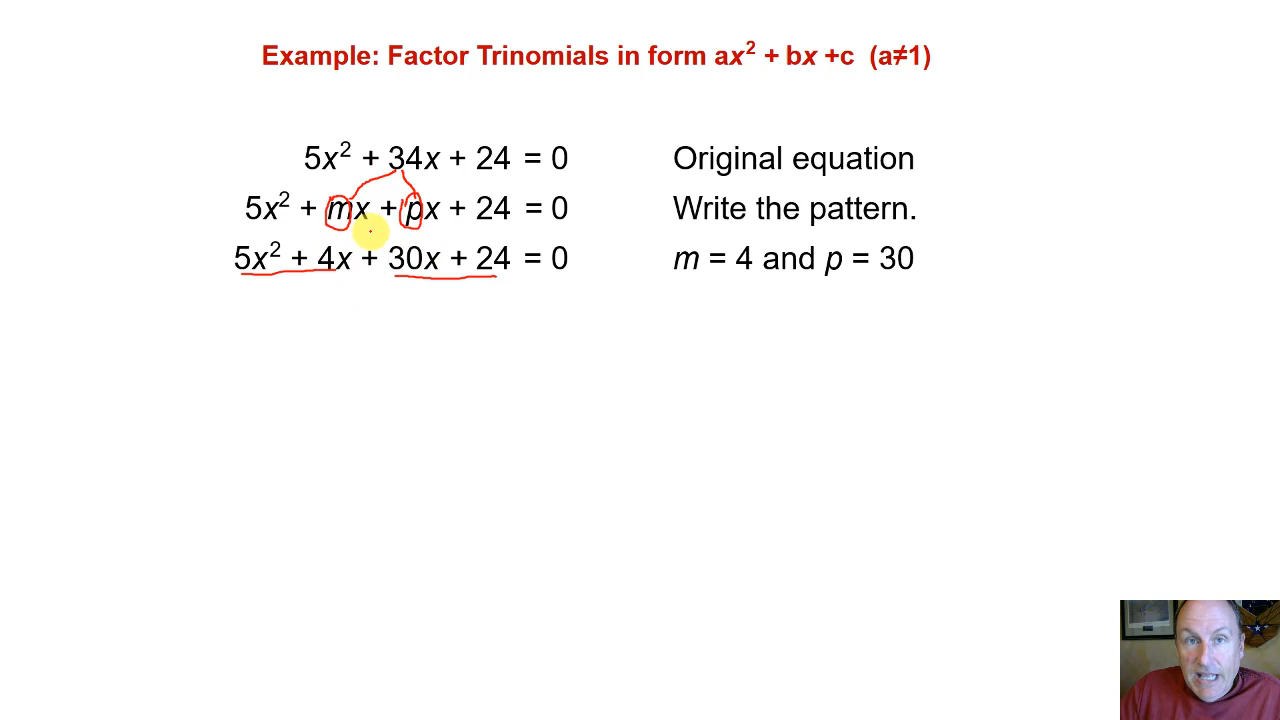 Example: Factor Trinomials in form ax² + bx +c (a≠1)
5x² + 34x + 24 = 0 Original equation
5x² + mx + px + 24 = 0 Write the pattern.
5x² + 4x + 30x + 24 = 0 m = 4 and p = 30